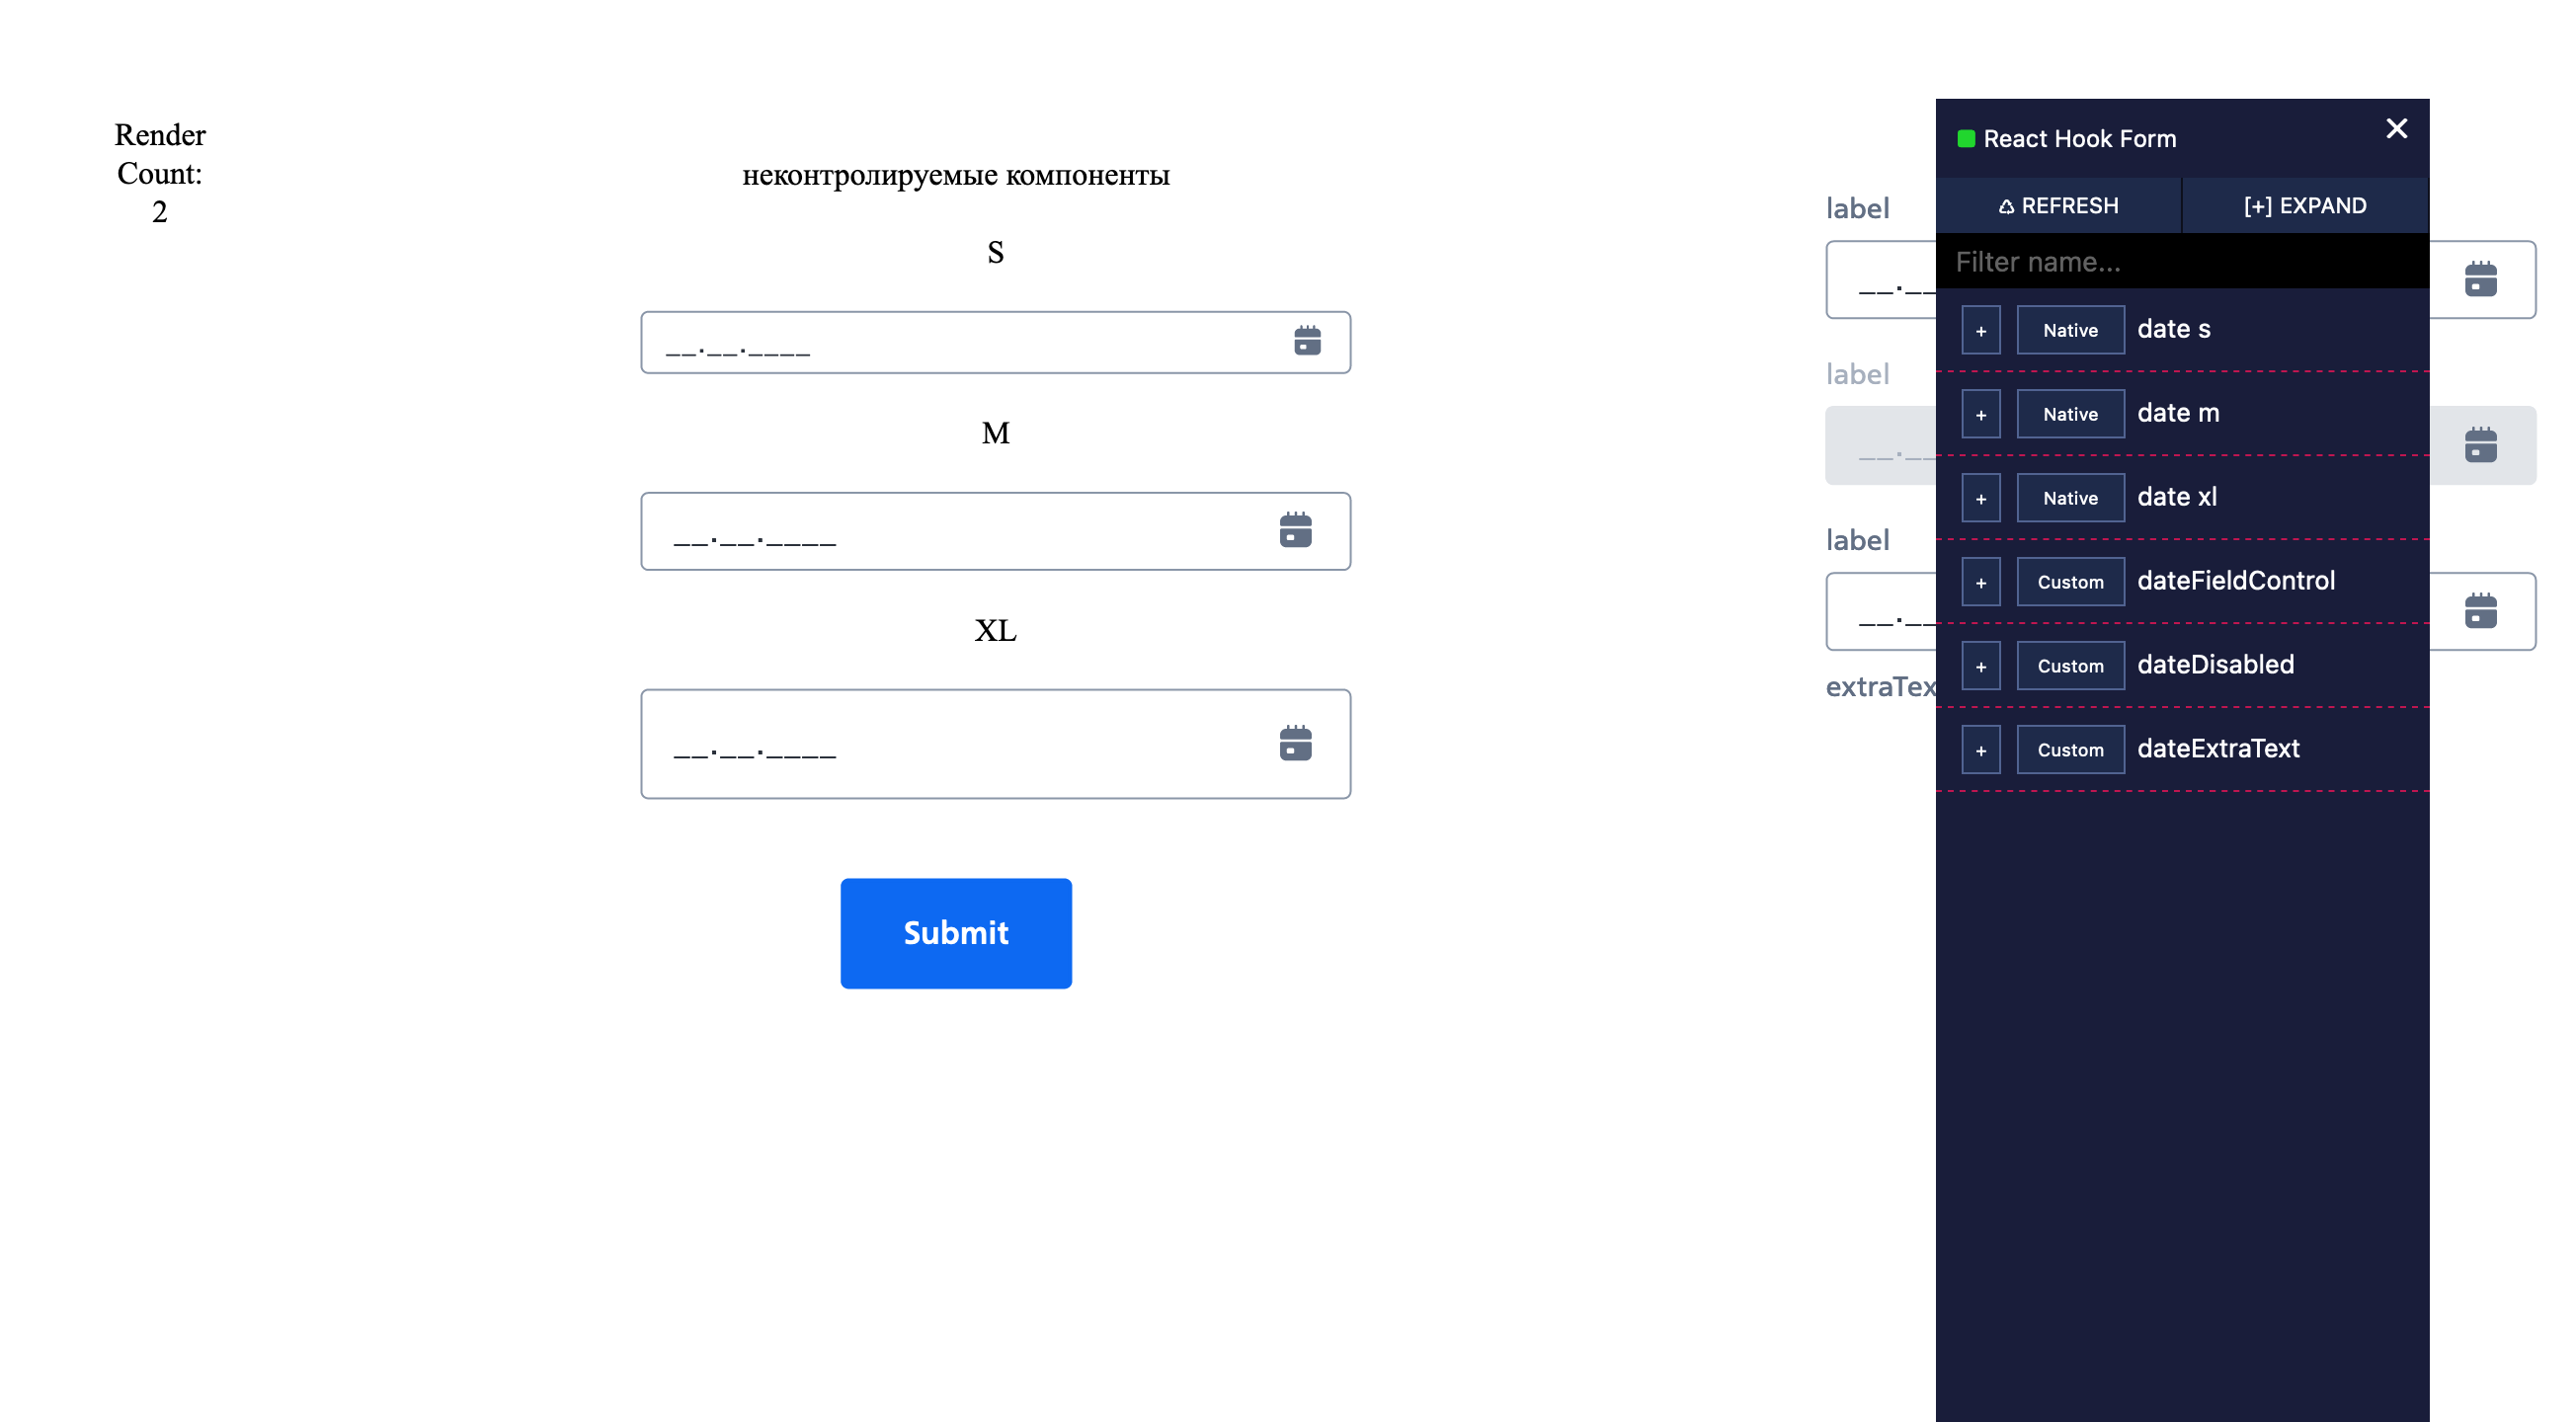 Render
Count:
2
неконтролируемые компоненты
S
__.__.____
M
__.__.____
XL
__.__.____
Submit
label
__.__
label
__.__
label
__.__
extraTex
React Hook Form
REFRESH
[+] EXPAND
Filter name...
+ Native date s
+ Native date m
+ Native date xl
+ Custom dateFieldControl
+ Custom dateDisabled
+ Custom dateExtraText